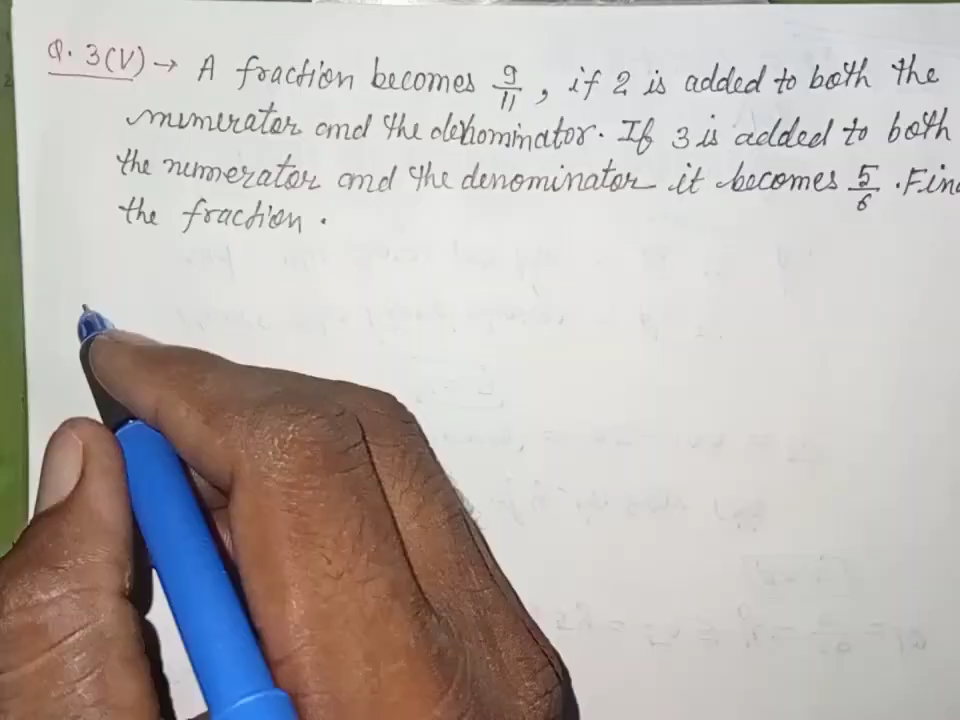 Q. 3(V) → A fraction becomes 9/11, if 2 is added to both the
numerator and the denominator. If 3 is added to both
the numerator and the denominator it becomes 5/6. Find
the fraction.